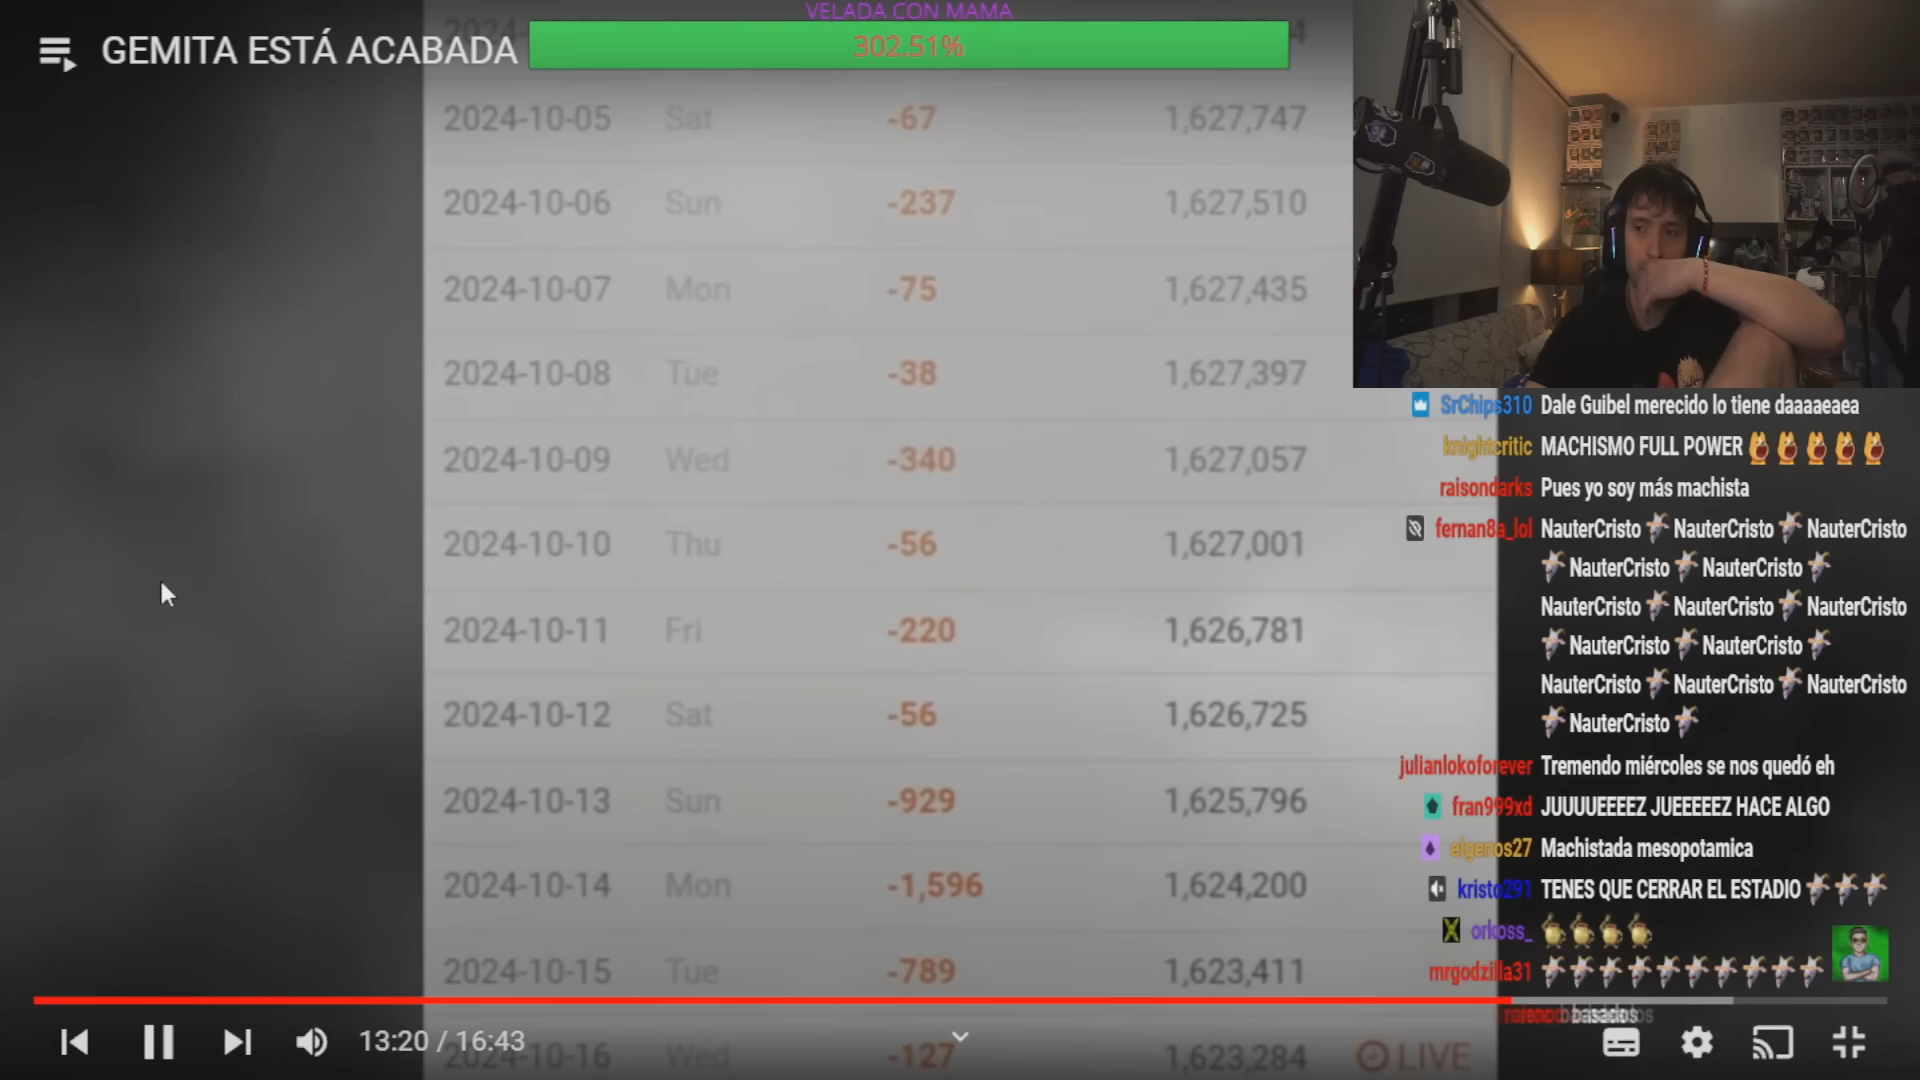 VELADA CON MAMA
GEMITA ESTÁ ACABADA
302.51%
2024-10-05 Sat -67 1,627,747
2024-10-06 Sun -237 1,627,510
2024-10-07 Mon -75 1,627,435
2024-10-08 Tue -38 1,627,397
2024-10-09 Wed -340 1,627,057
2024-10-10 Thu -56 1,627,001
2024-10-11 Fri -220 1,626,781
2024-10-12 Sat -56 1,626,725
2024-10-13 Sun -929 1,625,796
2024-10-14 Mon -1,596 1,624,200
2024-10-15 Tue -789 1,623,411
2024-10-16 Wed -127 1,623,284 LIVE
SrChips310 Dale Guibel merecido lo tiene daaaaeaea
knightcritic MACHISMO FULL POWER
raisondarks Pues yo soy más machista
fernan8a_lol NauterCristo NauterCristo NauterCristo
NauterCristo NauterCristo
NauterCristo NauterCristo NauterCristo
NauterCristo NauterCristo
NauterCristo NauterCristo NauterCristo
NauterCristo
julianlokoforever Tremendo miércoles se nos quedó eh
fran999xd JUUUUEEEEZ JUEEEEEZ HACE ALGO
elgenos27 Machistada mesopotamica
kristo291 TENES QUE CERRAR EL ESTADIO
orkoss_
mrgodzilla31
13:20 / 16:43